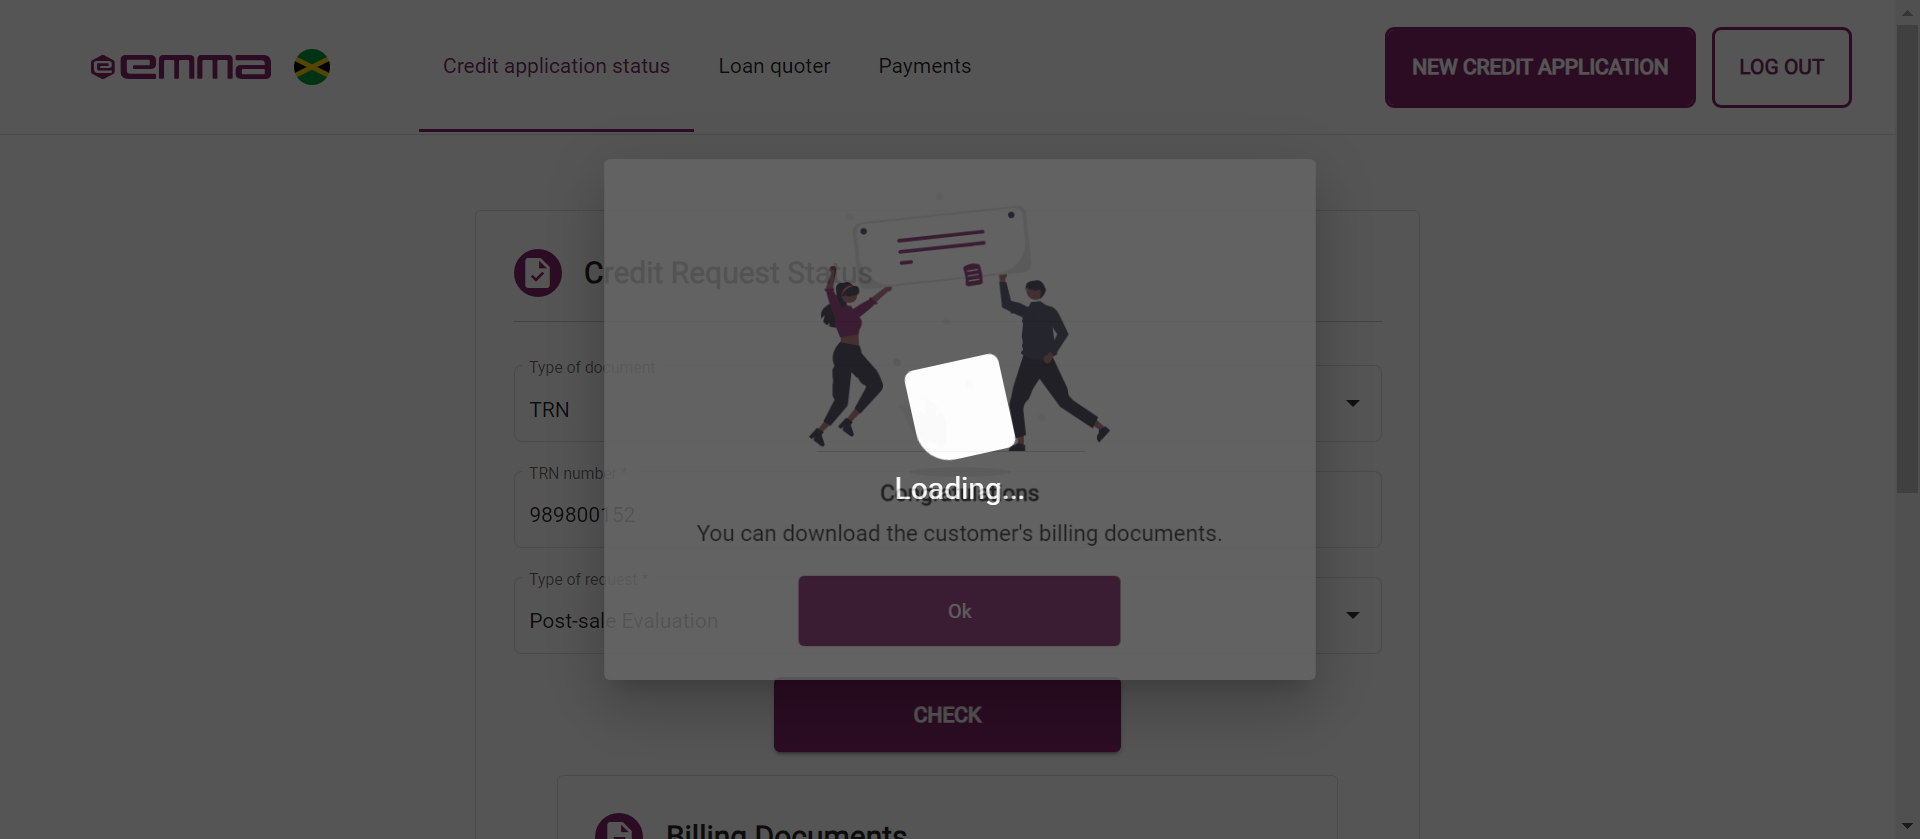 emma
Credit application status
Loan quoter
Payments
NEW CREDIT APPLICATION
LOG OUT
Credit Request Status
Type of document
TRN
TRN number *
989800152
Type of request *
Post-sale Evaluation
Loading...
Congratulations
You can download the customer's billing documents.
Ok
CHECK
Billing Documents